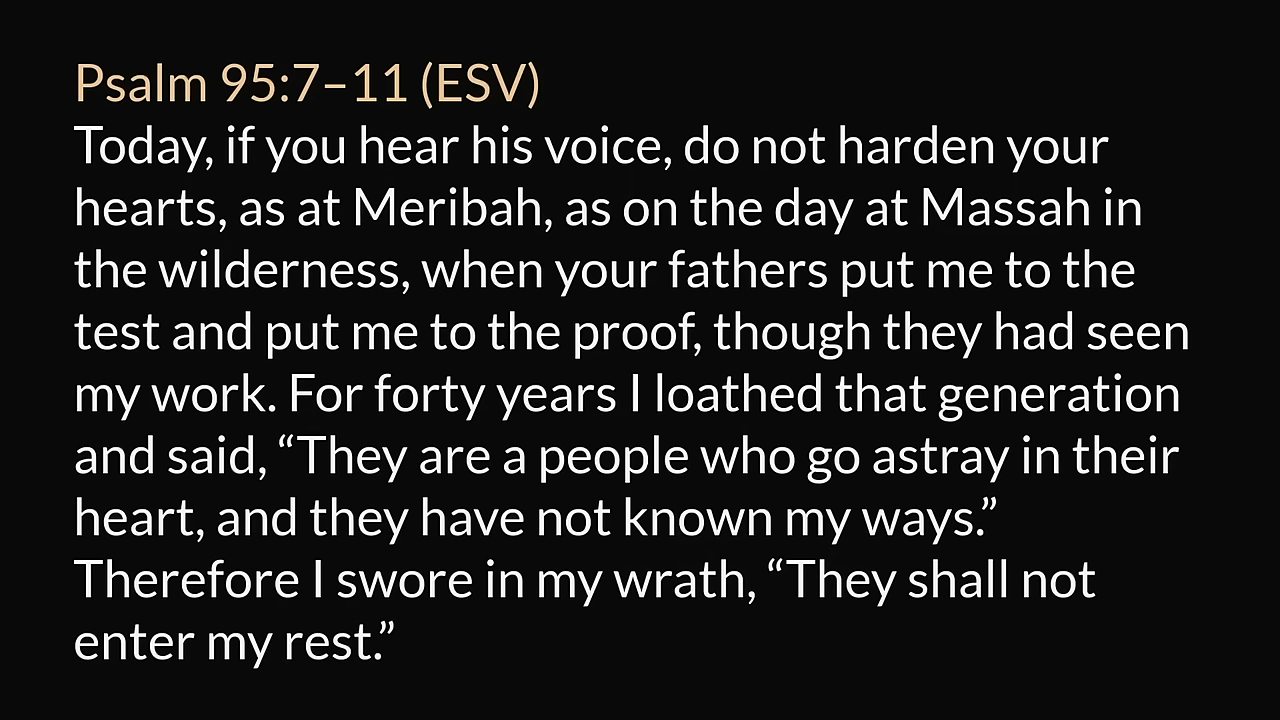 Psalm 95:7–11 (ESV)
Today, if you hear his voice, do not harden your
hearts, as at Meribah, as on the day at Massah in
the wilderness, when your fathers put me to the
test and put me to the proof, though they had seen
my work. For forty years I loathed that generation
and said, “They are a people who go astray in their
heart, and they have not known my ways.”
Therefore I swore in my wrath, “They shall not
enter my rest.”